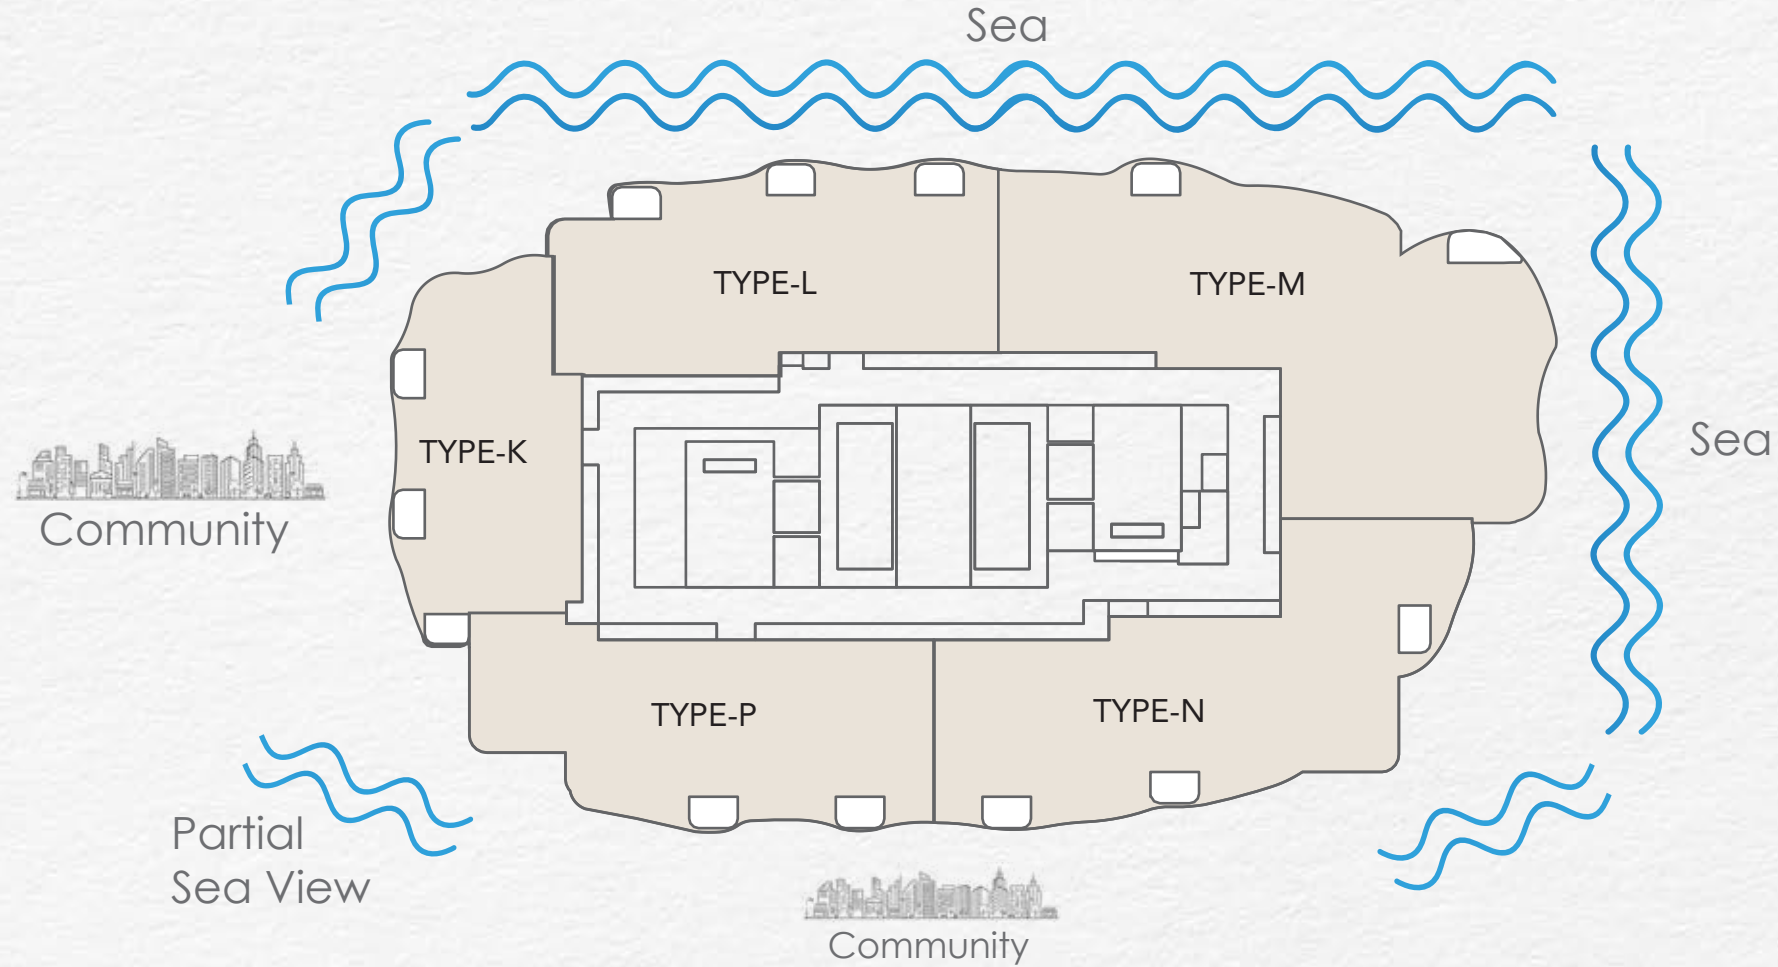 Sea
TYPE-L
TYPE-M
TYPE-K
Sea
Community
TYPE-P
TYPE-N
Partial
Sea View
Community